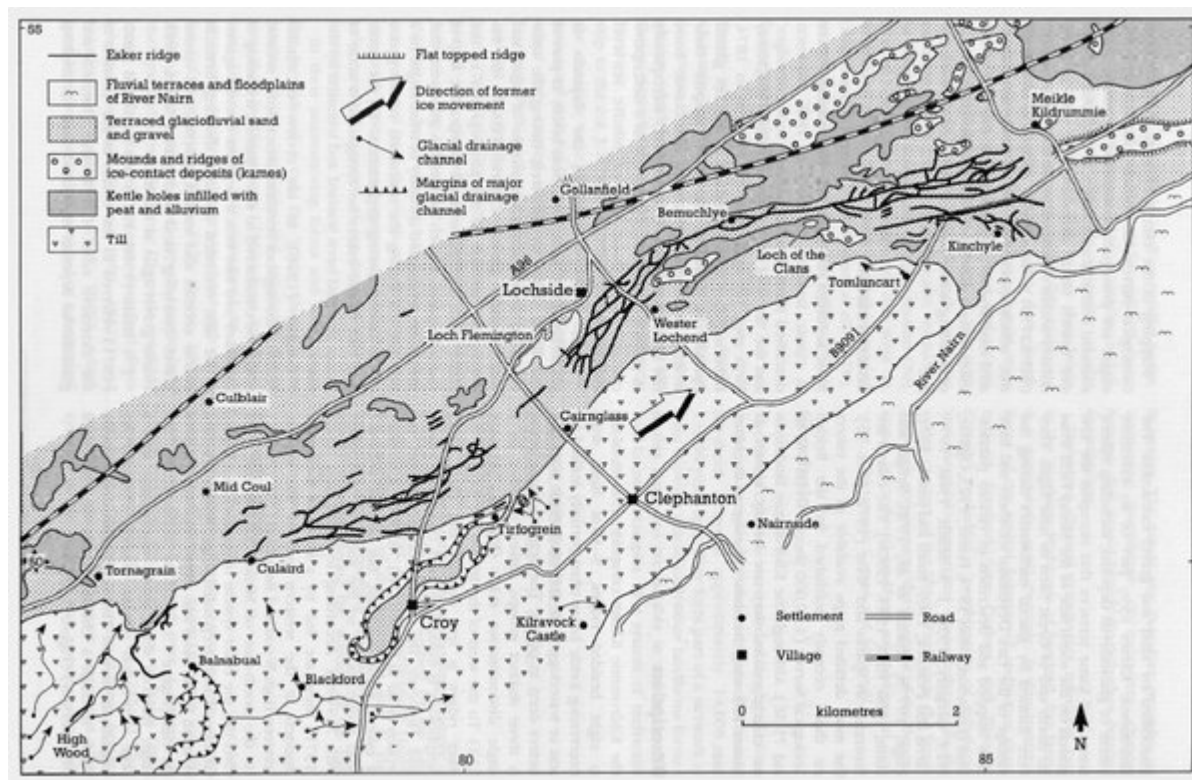 55
Esker ridge
Fluvial terraces and floodplains
of River Nairn
Terraced glaciofluvial sand
and gravel
Mounds and ridges of
ice-contact deposits (kames)
Kettle holes infilled with
peat and alluvium
Till
Flat topped ridge
Direction of former
ice movement
Glacial drainage
channel
Margins of major
glacial drainage
channel
Meikle
Kildrummie
Gollanfield
Bemuchlye
Kinchyle
Loch of the
Clans
A96
Tomluncart
Lochside
Loch Flemington
Wester
Lochend
B9091
River Nairn
Culblair
Cairnglass
Mid Coul
Clephanton
Tirfogrein
Nairnside
50
Tornagrain
Culaird
Croy
Kilravock
Castle
Balnabual
Blackford
High
Wood
Settlement
Road
Village
Railway
0
kilometres
2
N
80
85